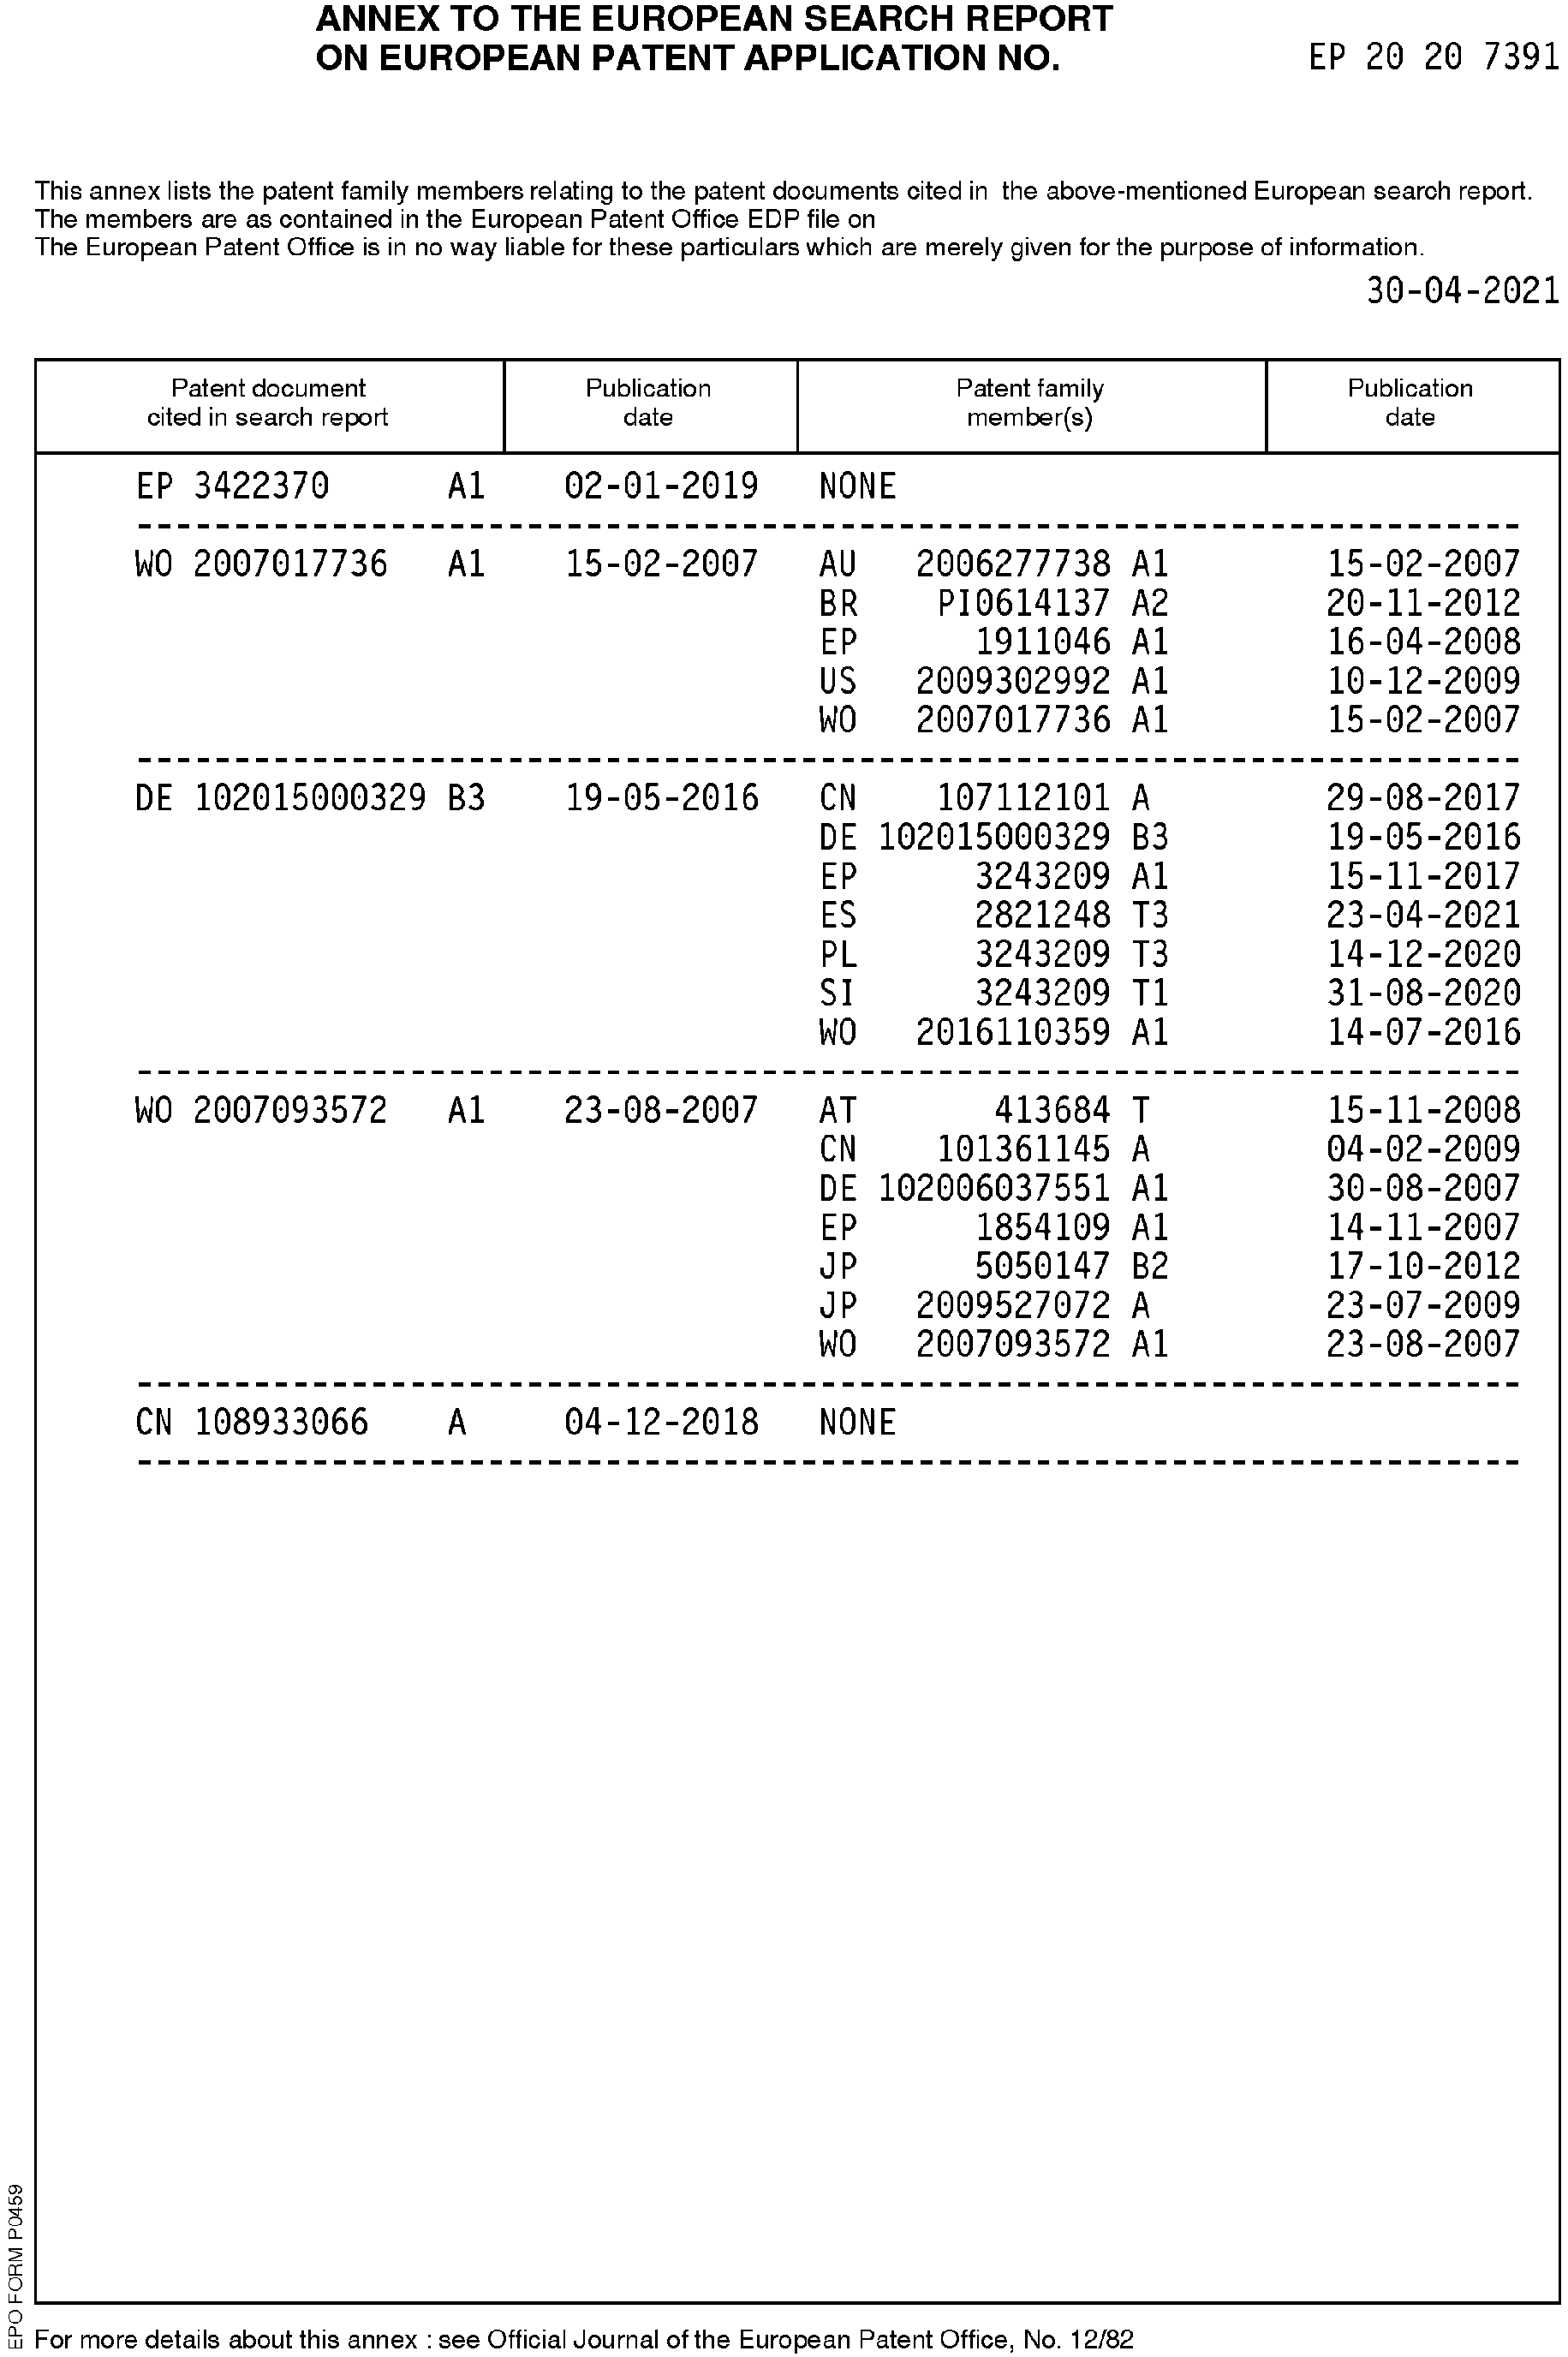 ANNEX TO THE EUROPEAN SEARCH REPORT
ON EUROPEAN PATENT APPLICATION NO. EP 20 20 7391
This annex lists the patent family members relating to the patent documents cited in the above-mentioned European search report.
The members are as contained in the European Patent Office EDP file on
The European Patent Office is in no way liable for these particulars which are merely given for the purpose of information.
30-04-2021
Patent document cited in search report Publication date Patent family member(s) Publication date
EP 3422370 A1 02-01-2019 NONE
WO 2007017736 A1 15-02-2007 AU 2006277738 A1 15-02-2007
BR PI0614137 A2 20-11-2012
EP 1911046 A1 16-04-2008
US 2009302992 A1 10-12-2009
WO 2007017736 A1 15-02-2007
DE 102015000329 B3 19-05-2016 CN 107112101 A 29-08-2017
DE 102015000329 B3 19-05-2016
EP 3243209 A1 15-11-2017
ES 2821248 T3 23-04-2021
PL 3243209 T3 14-12-2020
SI 3243209 T1 31-08-2020
WO 2016110359 A1 14-07-2016
WO 2007093572 A1 23-08-2007 AT 413684 T 15-11-2008
CN 101361145 A 04-02-2009
DE 102006037551 A1 30-08-2007
EP 1854109 A1 14-11-2007
JP 5050147 B2 17-10-2012
JP 2009527072 A 23-07-2009
WO 2007093572 A1 23-08-2007
CN 108933066 A 04-12-2018 NONE
EPO FORM P0459
For more details about this annex : see Official Journal of the European Patent Office, No. 12/82